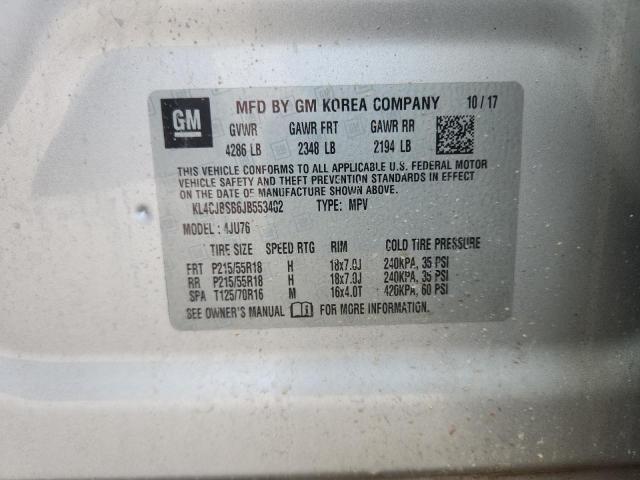 GM
MFD BY GM KOREA COMPANY 10 / 17
GVWR GAWR FRT GAWR RR
4286 LB 2348 LB 2194 LB
THIS VEHICLE CONFORMS TO ALL APPLICABLE U.S. FEDERAL MOTOR
VEHICLE SAFETY AND THEFT PREVENTION STANDARDS IN EFFECT
ON THE DATE OF MANUFACTURE SHOWN ABOVE.
KL4CJBSB6JB553402 TYPE: MPV
MODEL : 4JU76
TIRE SIZE SPEED RTG RIM COLD TIRE PRESSURE
FRT P215/55R18 H 18x7.0J 240KPA, 35 PSI
RR P215/55R18 H 18x7.0J 240KPA, 35 PSI
SPA T125/70R16 M 16x4.0T 420KPA, 60 PSI
SEE OWNER'S MANUAL FOR MORE INFORMATION.